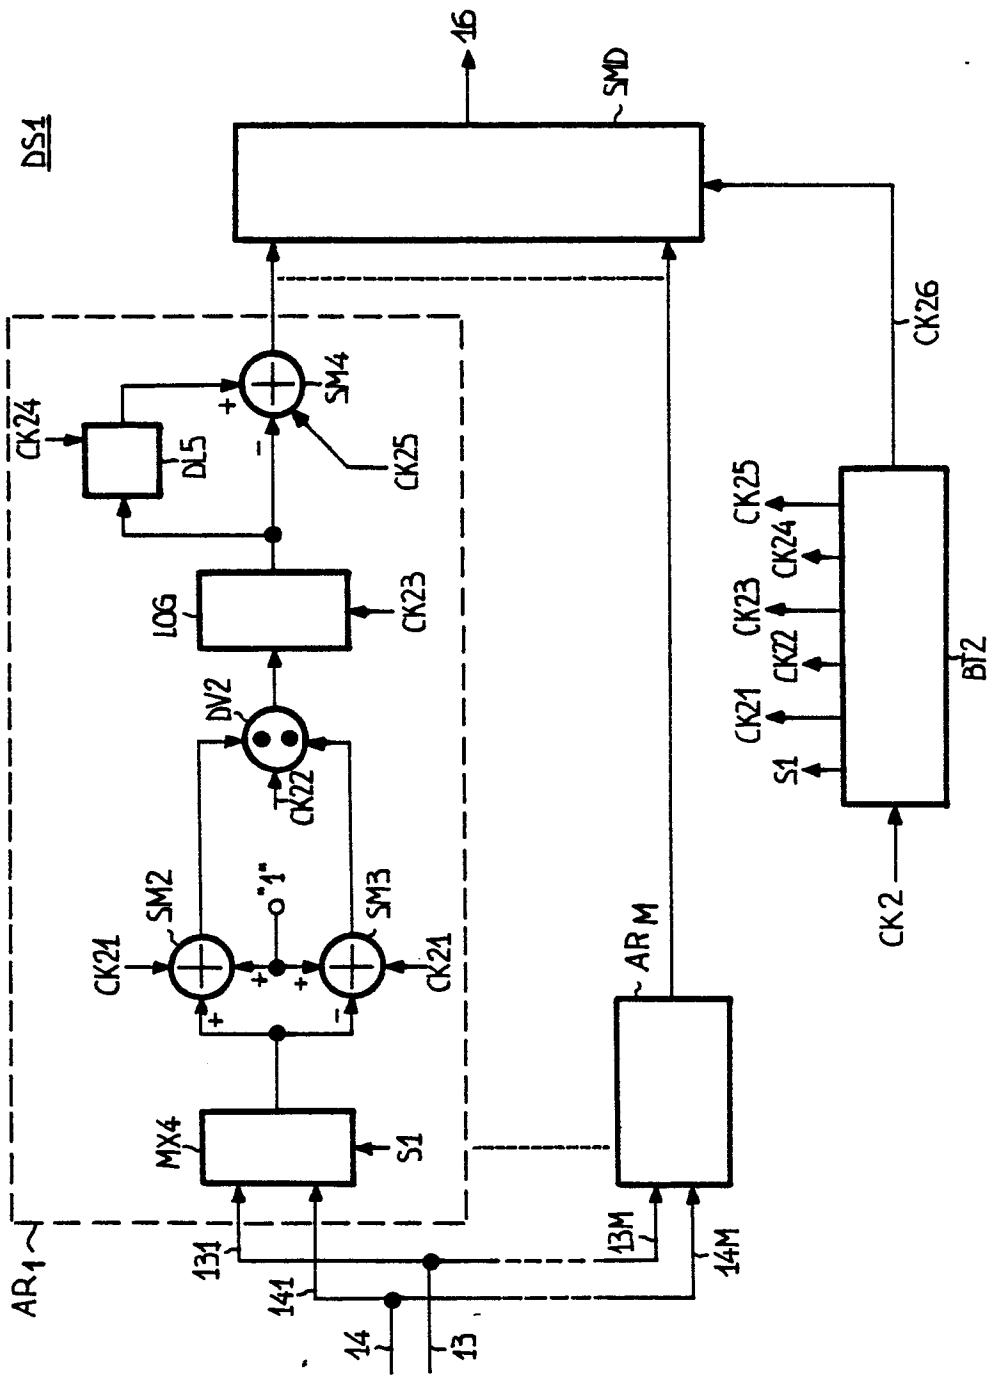 DS1
AR1
14
13
131
141
13M
14M
MX4
S1
CK21
SM2
+
+
"1"
+
-
SM3
CK21
DV2
CK22
LOG
CK23
CK24
DL5
+
-
SM4
CK25
ARM
SMD
16
CK26
CK2
S1
CK21
CK22
CK23
CK24
CK25
BT2